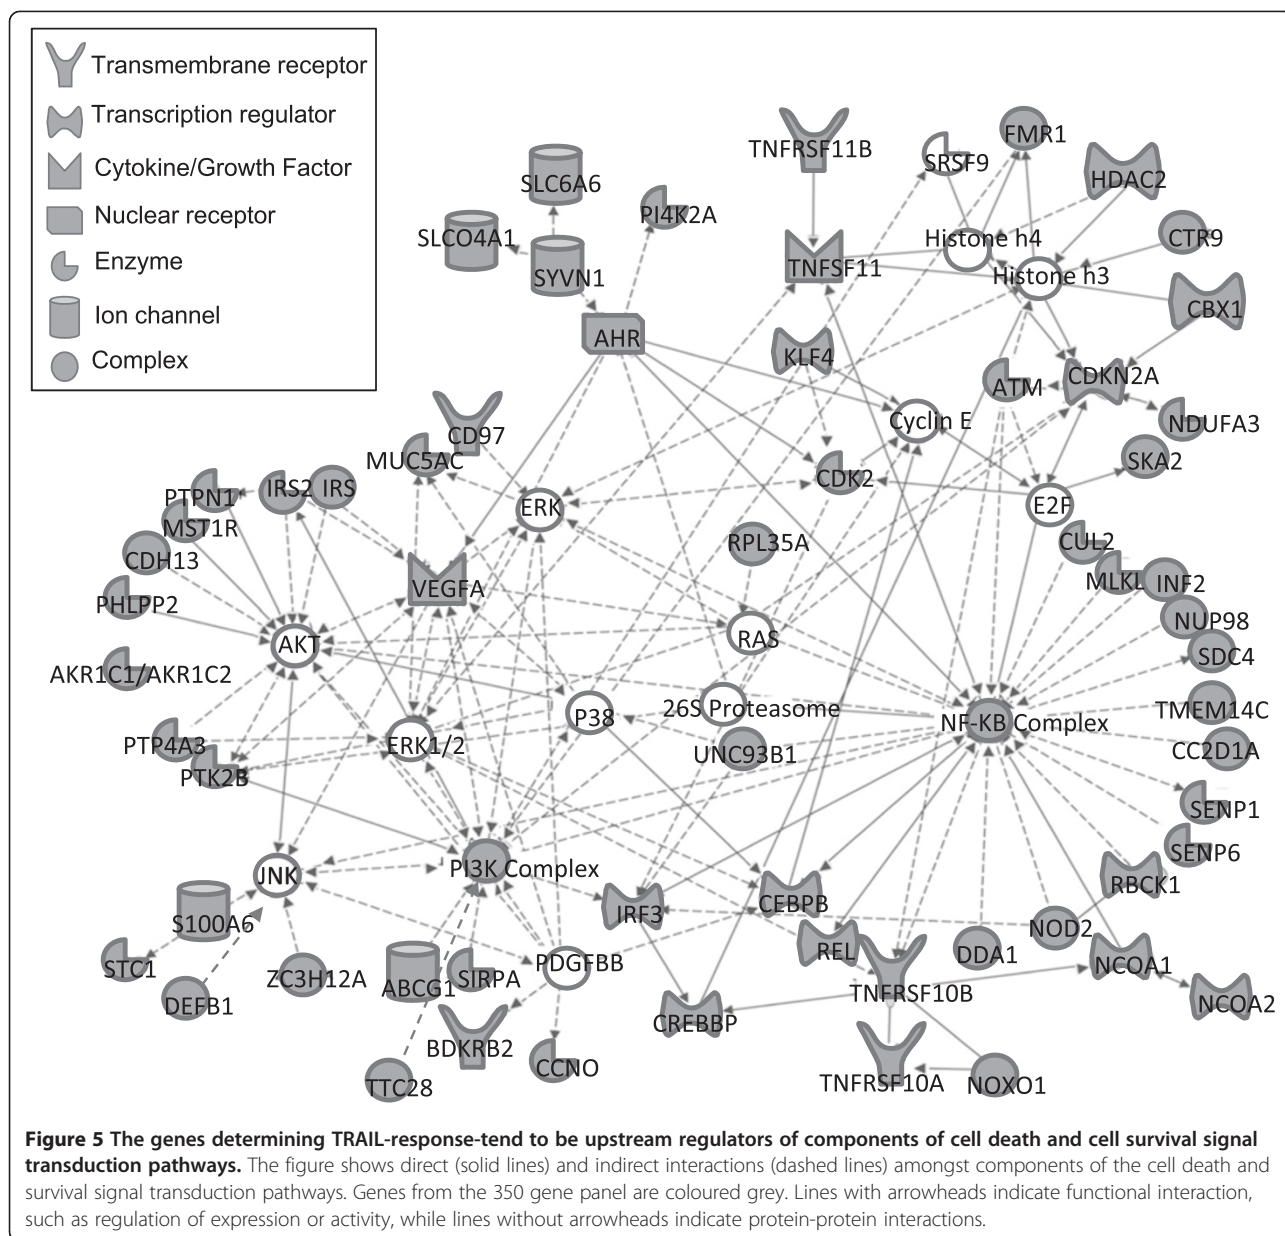 Transmembrane receptor
Transcription regulator
Cytokine/Growth Factor
Nuclear receptor
Enzyme
Ion channel
Complex
TNFRSF11B
FMR1
SRSF9
HDAC2
SLC6A6
PI4K2A
SLCO4A1
SYVN1
Histone h4
CTR9
TNFSF11
Histone h3
CBX1
AHR
KLF4
ATM
CDKN2A
CD97
Cyclin E
NDUFA3
MUC5AC
CDK2
SKA2
PTPN1
IRS2
IRS
MST1R
ERK
E2F
CDH13
RPL35A
CUL2
PHLPP2
VEGFA
MLKL
INF2
NUP98
AKT
RAS
SDC4
AKR1C1/AKR1C2
P38
26S Proteasome
NF-KB Complex
TMEM14C
PTP4A3
ERK1/2
UNC93B1
CC2D1A
PTK2B
SENP1
JNK
PI3K Complex
SENP6
RBCK1
S100A6
IRF3
CEBPB
NOD2
STC1
ZC3H12A
ABCG1
SIRPA
PDGFBB
REL
DDA1
NCOA1
DEFB1
TNFRSF10B
NCOA2
CREBBP
BDKRB2
CCNO
TTC28
TNFRSF10A
NOXO1
Figure 5 The genes determining TRAIL-response-tend to be upstream regulators of components of cell death and cell survival signal
transduction pathways. The figure shows direct (solid lines) and indirect interactions (dashed lines) amongst components of the cell death and
survival signal transduction pathways. Genes from the 350 gene panel are coloured grey. Lines with arrowheads indicate functional interaction,
such as regulation of expression or activity, while lines without arrowheads indicate protein-protein interactions.